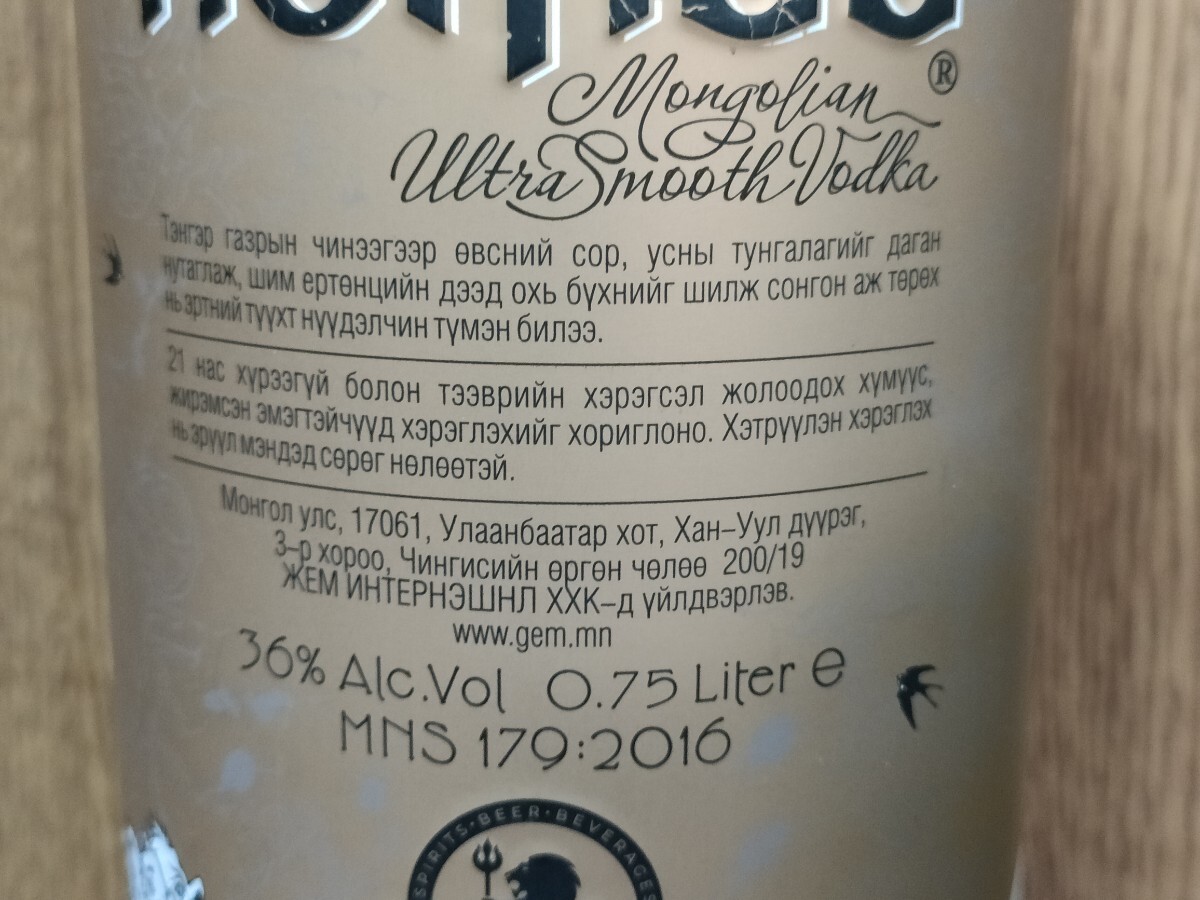 Mongolian ®
Ultra Smooth Vodka
Тэнгэр газрын чинээгээр өвсний сор, усны тунгалагийг даган
нутаглаж, шим ертөнцийн дээд охь бүхнийг шилж сонгон аж төрөх
нь эртний түүхт нүүдэлчин түмэн билээ.
21 нас хүрээгүй болон тээврийн хэрэгсэл жолоодох хүмүүс,
жирэмсэн эмэгтэйчүүд хэрэглэхийг хориглоно. Хэтрүүлэн хэрэглэх
нь эрүүл мэндэд сөрөг нөлөөтэй.
Монгол улс, 17061, Улаанбаатар хот, Хан-Уул дүүрэг,
3-р хороо, Чингисийн өргөн чөлөө 200/19
ЖЕМ ИНТЕРНЭШНЛ ХХК-д үйлдвэрлэв.
www.gem.mn
36% Alc.Vol 0.75 Liter e
MNS 179:2016
SPIRITS·BEER·BEVERAGES